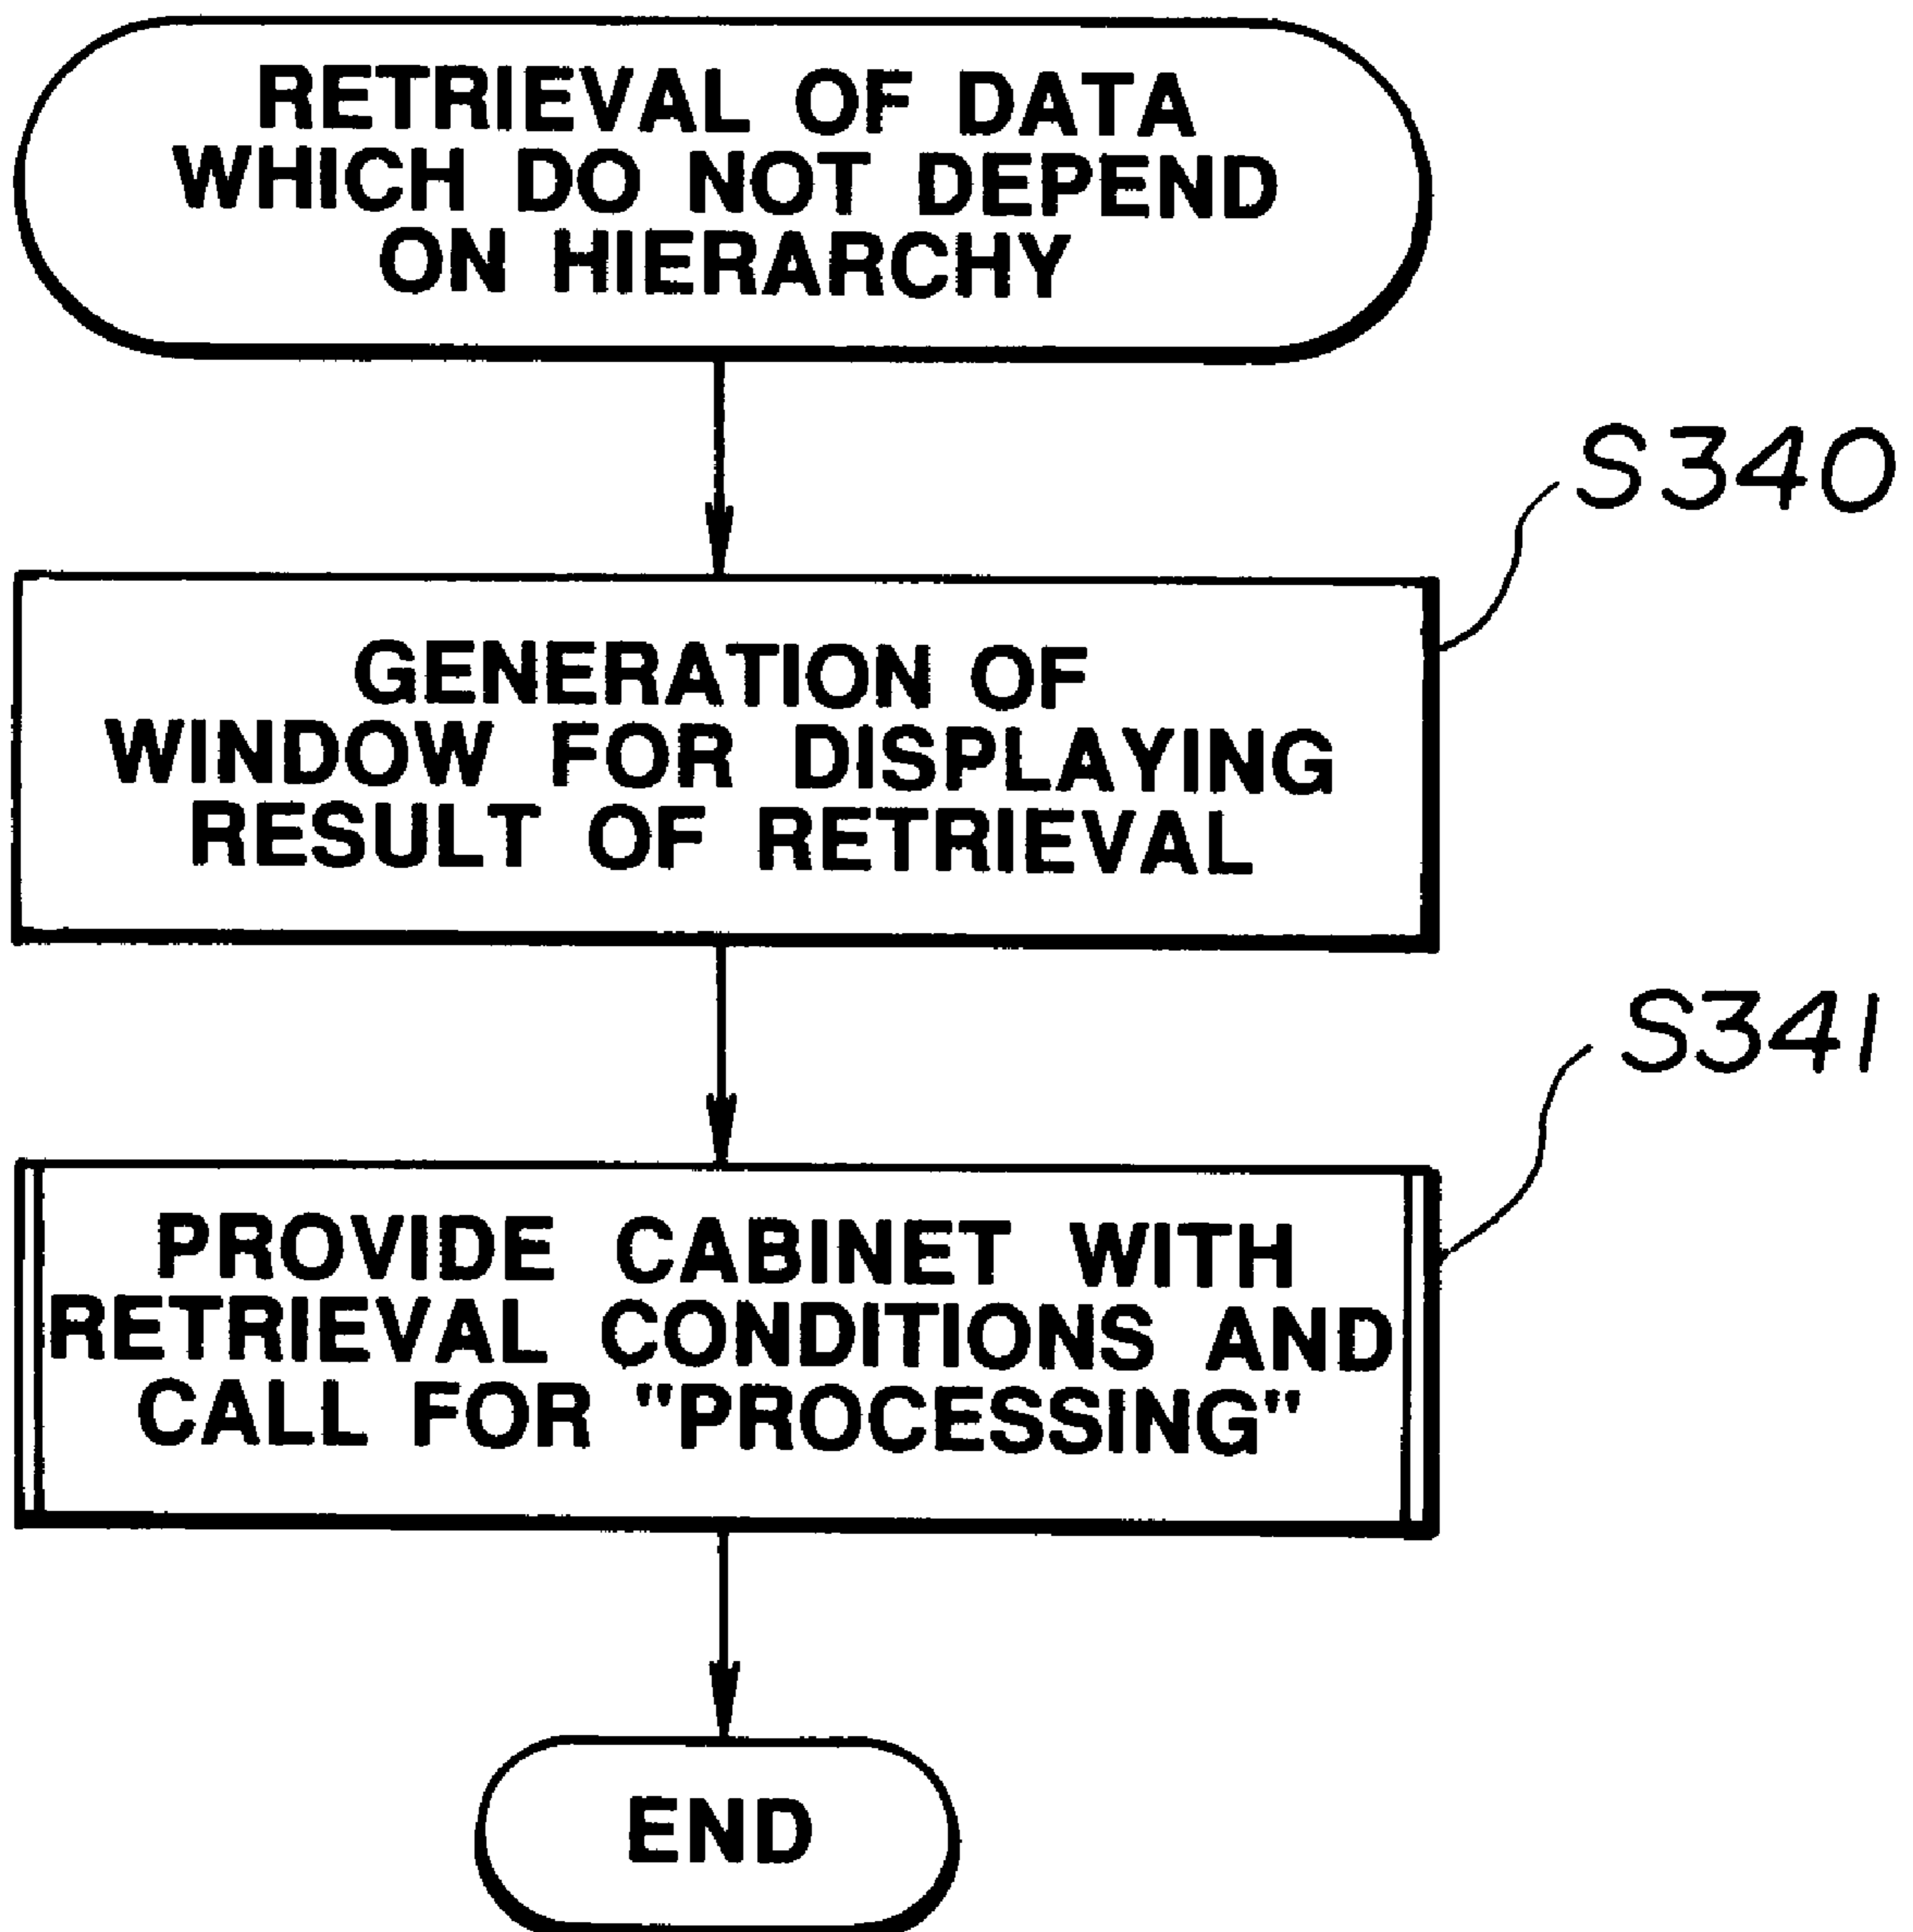 RETRIEVAL OF DATA
WHICH DO NOT DEPEND
ON HIERARCHY
S340
GENERATION OF
WINDOW FOR DISPLAYING
RESULT OF RETRIEVAL
S341
PROVIDE CABINET WITH
RETRIEVAL CONDITIONS AND
CALL FOR "PROCESSING"
END